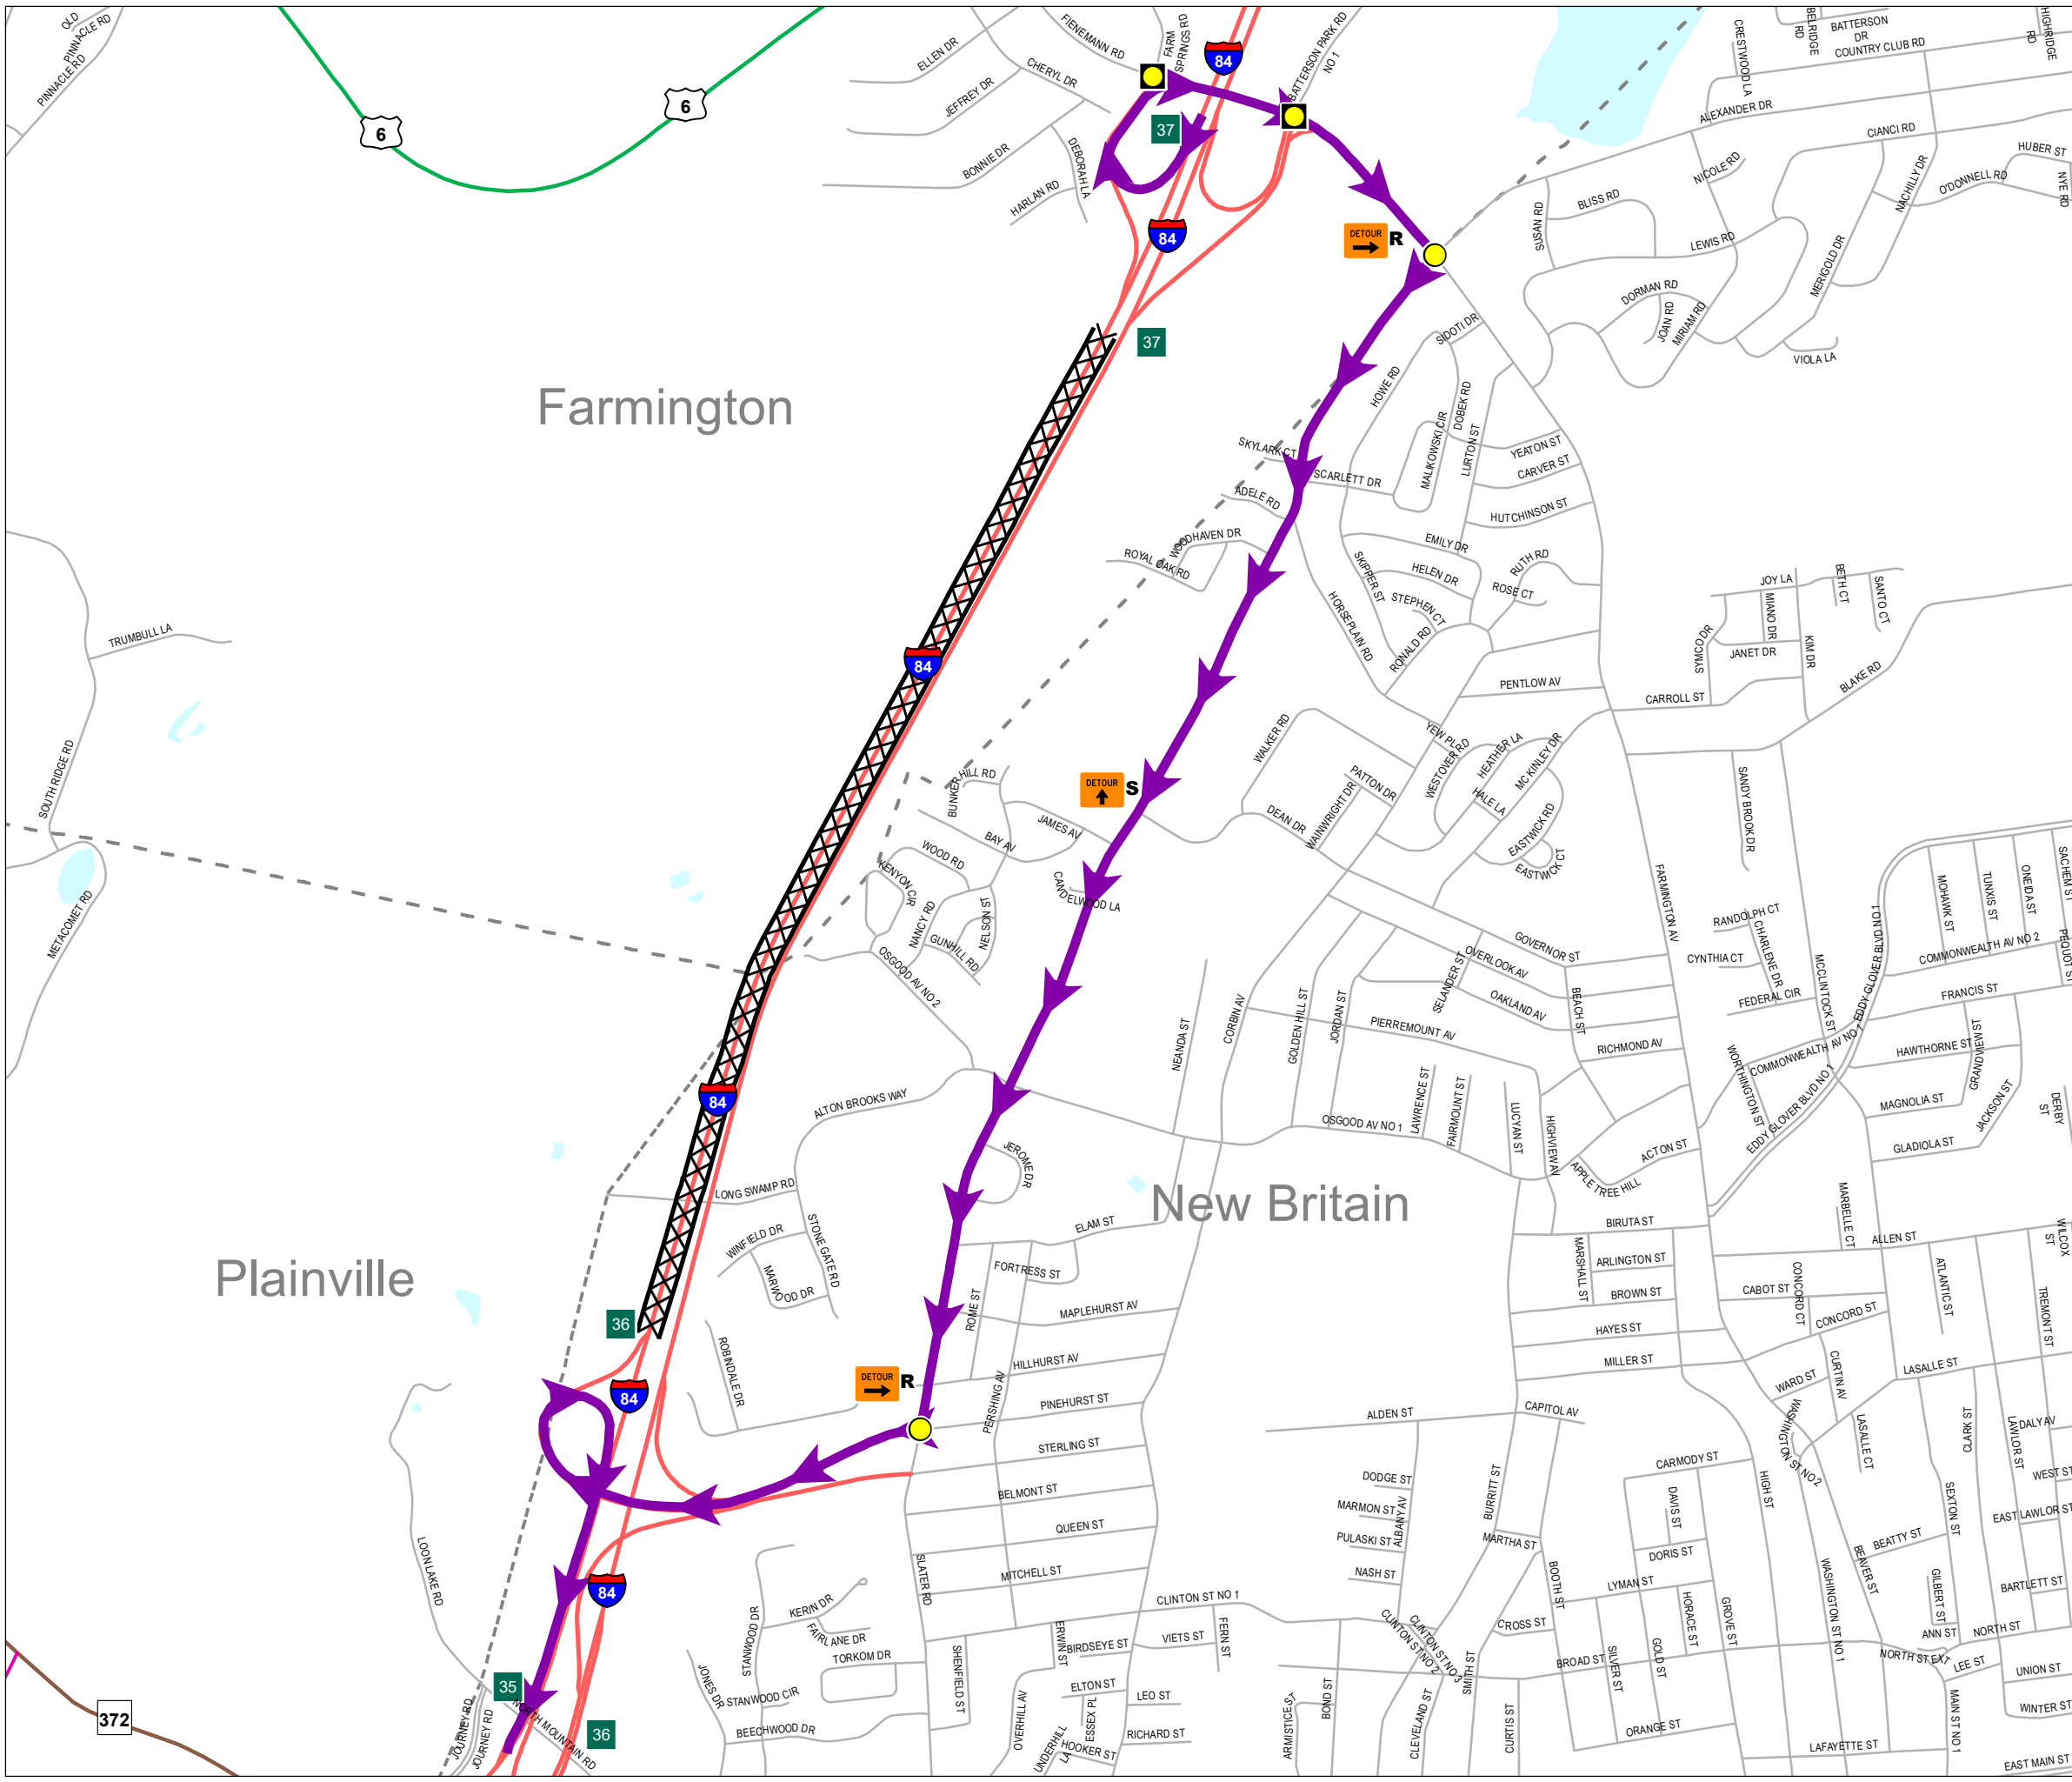 OLD
PINNACLE RD
PINNACLE RD
6
6
ELLEN DR
FIENEMANN RD
FARM
SPRINGS RD
84
BATTERSON PARK RD
NO 1
CHERYL DR
JEFFREY DR
BONNIE DR
DEBORAH LA
HARLAN RD
37
84
37
DETOUR
R
CRESTWOOD LA
BELRIDGE
RD
BATTERSON
DR
COUNTRY CLUB RD
HIGHRIDGE
RD
ALEXANDER DR
CIANCI RD
HUBER ST
NYE RD
O'DONNELL RD
NACHILLY DR
NICOLE RD
BLISS RD
SUSAN RD
LEWIS RD
MERIGOLD DR
DORMAN RD
JOAN RD
MIRIAM RD
VIOLA LA
SIDOTI DR
HOWE RD
DOBEK RD
MALIKOWSKI CIR
LURTON ST
YEATON ST
CARVER ST
HUTCHINSON ST
SKYLARK CT
SCARLETT DR
ADELE RD
WOODHAVEN DR
ROYAL OAK RD
EMILY DR
HELEN DR
SKIPPER ST
STEPHEN CT
RUTH RD
ROSE CT
HORSEPLAIN RD
RONALD RD
PENTLOW AV
Farmington
84
TRUMBULL LA
SOUTH RIDGE RD
METACOMET RD
JOY LA
BETH CT
SANTO CT
MIANO DR
SYMCO DR
JANET DR
KIM DR
BLAKE RD
CARROLL ST
WALKER RD
YEW PL
WESTOVER RD
HEATHER LA
MC KINLEY DR
PATTON DR
WAINWRIGHT DR
HALE LA
EASTWICK RD
EASTWICK CT
DEAN DR
SANDY BROOK DR
FARMINGTON AV
DETOUR
S
BUNKER HILL RD
JAMES AV
BAY AV
WOOD RD
KENYON CIR
NANCY RD
NELSON ST
GUNHILL RD
CANDELWOOD LA
OSGOOD AV NO 2
NEANDA ST
CORBIN AV
GOLDEN HILL ST
JORDAN ST
SELANDER ST
GOVERNOR ST
OVERLOOK AV
OAKLAND AV
BEACH ST
PIERREMOUNT AV
RICHMOND AV
RANDOLPH CT
CHARLENE DR
CYNTHIA CT
FEDERAL CIR
MCCLINTOCK ST
EDDY GLOVER BLVD NO 1
MOHAWK ST
TUNXIS ST
ONEIDA ST
SACHEM ST
PEQUOT ST
COMMONWEALTH AV NO 2
FRANCIS ST
COMMONWEALTH AV NO 1
EDDY GLOVER BLVD NO 1
WORTHINGTON ST
HAWTHORNE ST
GRANDVIEW ST
MAGNOLIA ST
JACKSON ST
GLADIOLA ST
DERBY
ST
84
ALTON BROOKS WAY
JEROME DR
LONG SWAMP RD
STONE GATE RD
WINFIELD DR
MARWOOD DR
ELAM ST
FORTRESS ST
ROME ST
MAPLEHURST AV
HILLHURST AV
PERSHING AV
PINEHURST ST
STERLING ST
BELMONT ST
QUEEN ST
MITCHELL ST
OSGOOD AV NO 1
LAWRENCE ST
FAIRMOUNT ST
LUCYAN ST
HIGHVIEW AV
APPLE TREE HILL
ACTON ST
New Britain
Plainville
36
84
ROBINDALE DR
DETOUR
R
BIRUTA ST
MARSHALL ST
ARLINGTON ST
BROWN ST
HAYES ST
MILLER ST
MARBELLE CT
ALLEN ST
WILCOX
ST
CABOT ST
CONCORD CT
CONCORD ST
ATLANTIC ST
TREMONT ST
LASALLE ST
WARD ST
CURTIN AV
WASHINGTON ST NO 2
LASALLE CT
CLARK ST
LAWLOR ST
DALY AV
WEST ST
EAST LAWLOR ST
SEXTON ST
BEATTY ST
BEAVER ST
GILBERT ST
BARTLETT ST
ANN ST
NORTH ST
NORTH ST EXT
LEE ST
UNION ST
WINTER ST
MAIN ST NO 1
EAST MAIN ST
LAFAYETTE ST
ALDEN ST
CAPITOL AV
CARMODY ST
HIGH ST
DODGE ST
MARMON ST
ALBANY AV
PULASKI ST
NASH ST
BURRITT ST
MARTHA ST
DAVIS ST
DORIS ST
LYMAN ST
BOOTH ST
HORACE ST
GROVE ST
WASHINGTON ST NO 1
CROSS ST
SILVER ST
GOLD ST
BROAD ST
ORANGE ST
CLINTON ST NO 1
CLINTON ST NO 2
CLINTON ST NO 3
SMITH ST
CLEVELAND ST
CURTIS ST
BOND ST
ARMISTICE ST
FERN ST
VIETS ST
BIRDSEYE ST
ERWIN ST
ELTON ST
LEO ST
ESSEX PL
RICHARD ST
HOOKER ST
UNDERHILL
LA
OVERHILL AV
SHENFIELD ST
SLATER RD
TORKOM DR
FAIRLANE DR
KERIN DR
STANWOOD DR
STANWOOD CIR
BEECHWOOD DR
JONES DR
84
LOON LAKE RD
35
36
NORTH MOUNTAIN RD
JOURNEY RD
JOURNEY RD
372